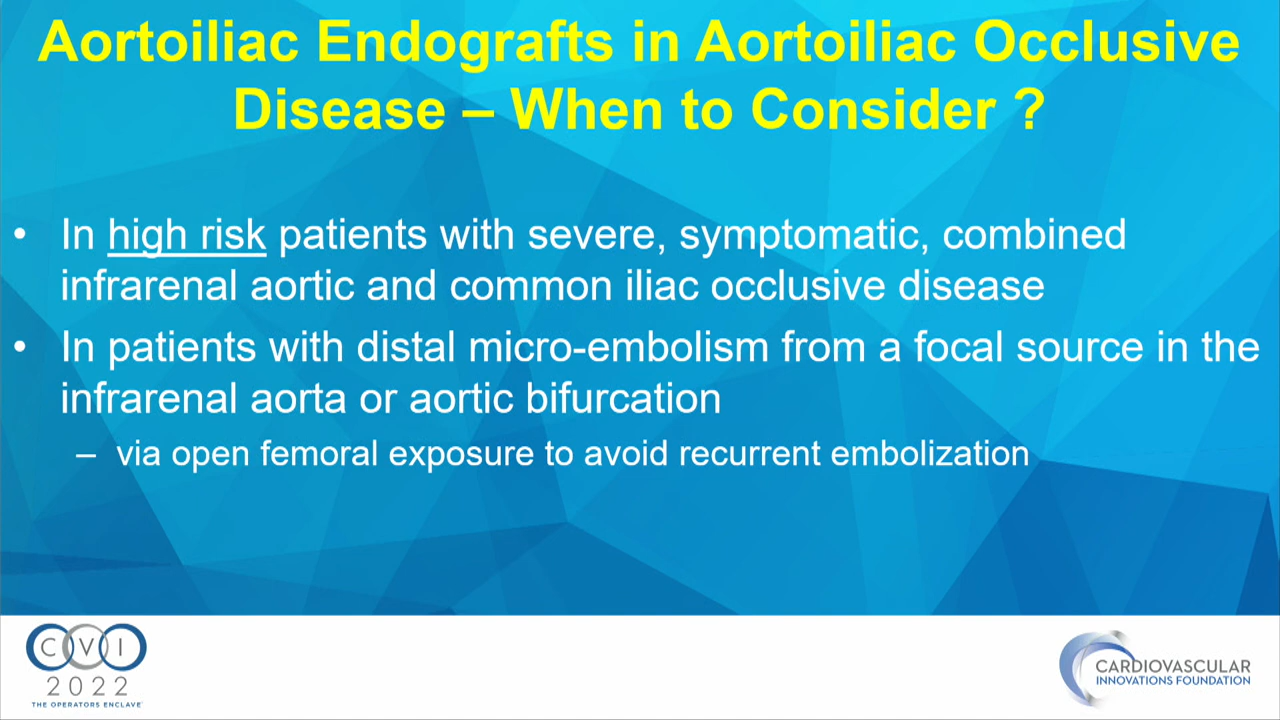 Aortoiliac Endografts in Aortoiliac Occlusive
Disease – When to Consider ?
• In high risk patients with severe, symptomatic, combined
infrarenal aortic and common iliac occlusive disease
• In patients with distal micro-embolism from a focal source in the
infrarenal aorta or aortic bifurcation
– via open femoral exposure to avoid recurrent embolization
CVI
2022
THE OPERATORS ENCLAVE
CARDIOVASCULAR
INNOVATIONS FOUNDATION